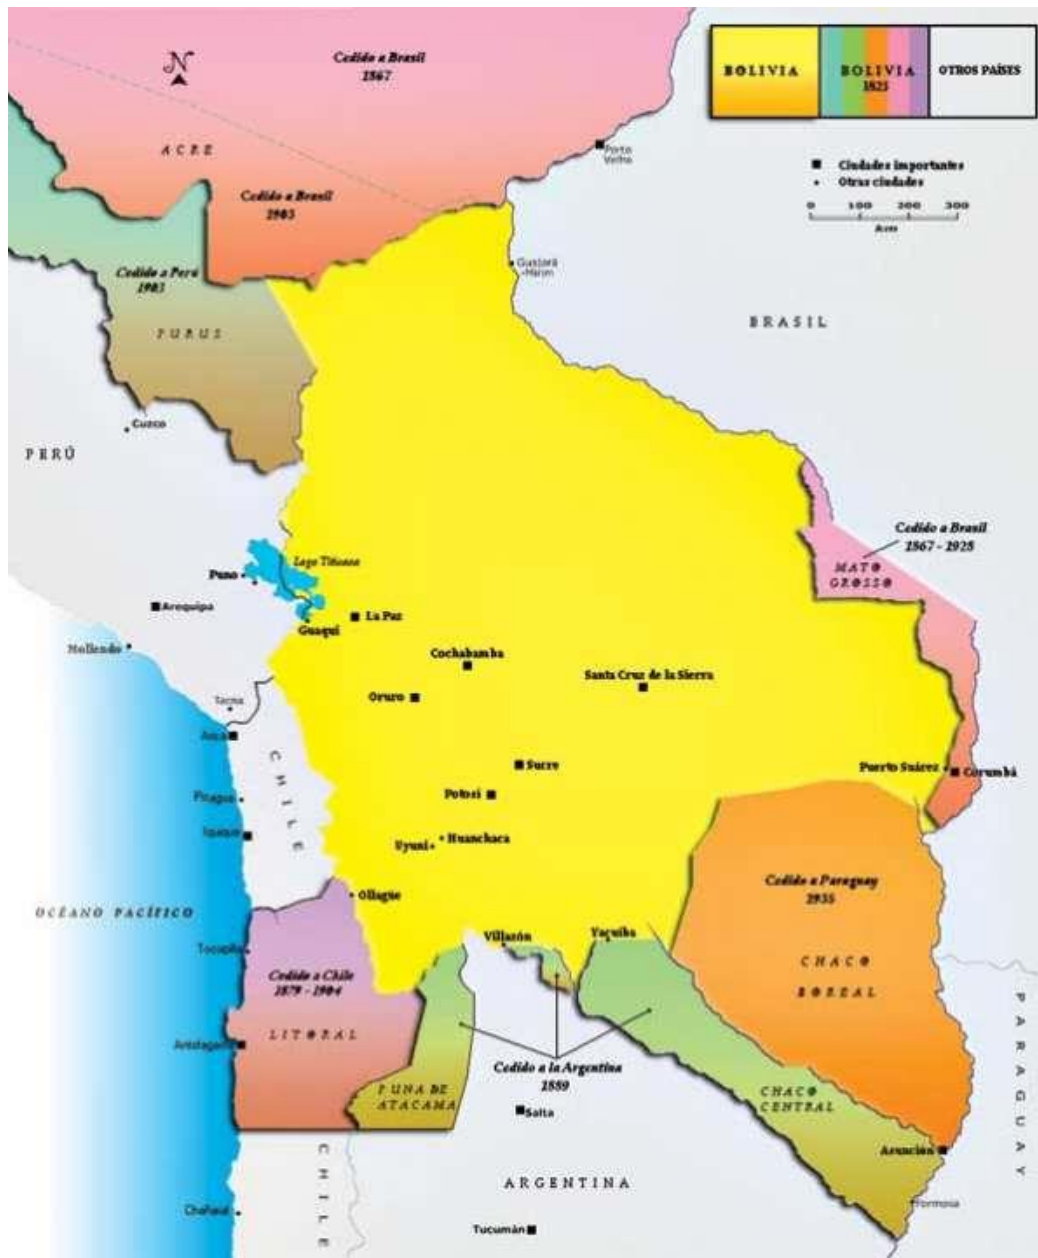 N
Cedido a Brasil
1867
BOLIVIA
BOLIVIA
1825
OTROS PAÍSES
Ciudades importantes
Otras ciudades
0 100 200 300
Km
Porto
Velho
ACRE
Cedido a Brasil
1903
Cedido a Perú
1903
PURUS
Cuzco
PERÚ
BRASIL
Cedido a Brasil
1867 - 1928
MATO
GROSSO
Lago Titicaca
Puno
Arequipa
La Paz
Guaqui
Mollendo
Cochabamba
Santa Cruz de la Sierra
Oruro
Tacna
Arica
CHILE
Sucre
Puerto Suárez
Corumbá
Potosí
Pisagua
Iquique
Huanchaca
Uyuni
Ollagüe
Cedido a Paraguay
1935
OCÉANO PACÍFICO
Villazón
Yacuiba
Tocopilla
Cedido a Chile
1879 - 1904
CHACO
BOREAL
PARAGUAY
LITORAL
Cedido a la Argentina
1889
PUNA DE
ATACAMA
CHACO
CENTRAL
Salta
Asunción
CHILE
ARGENTINA
Formosa
Chañaral
Tucumán